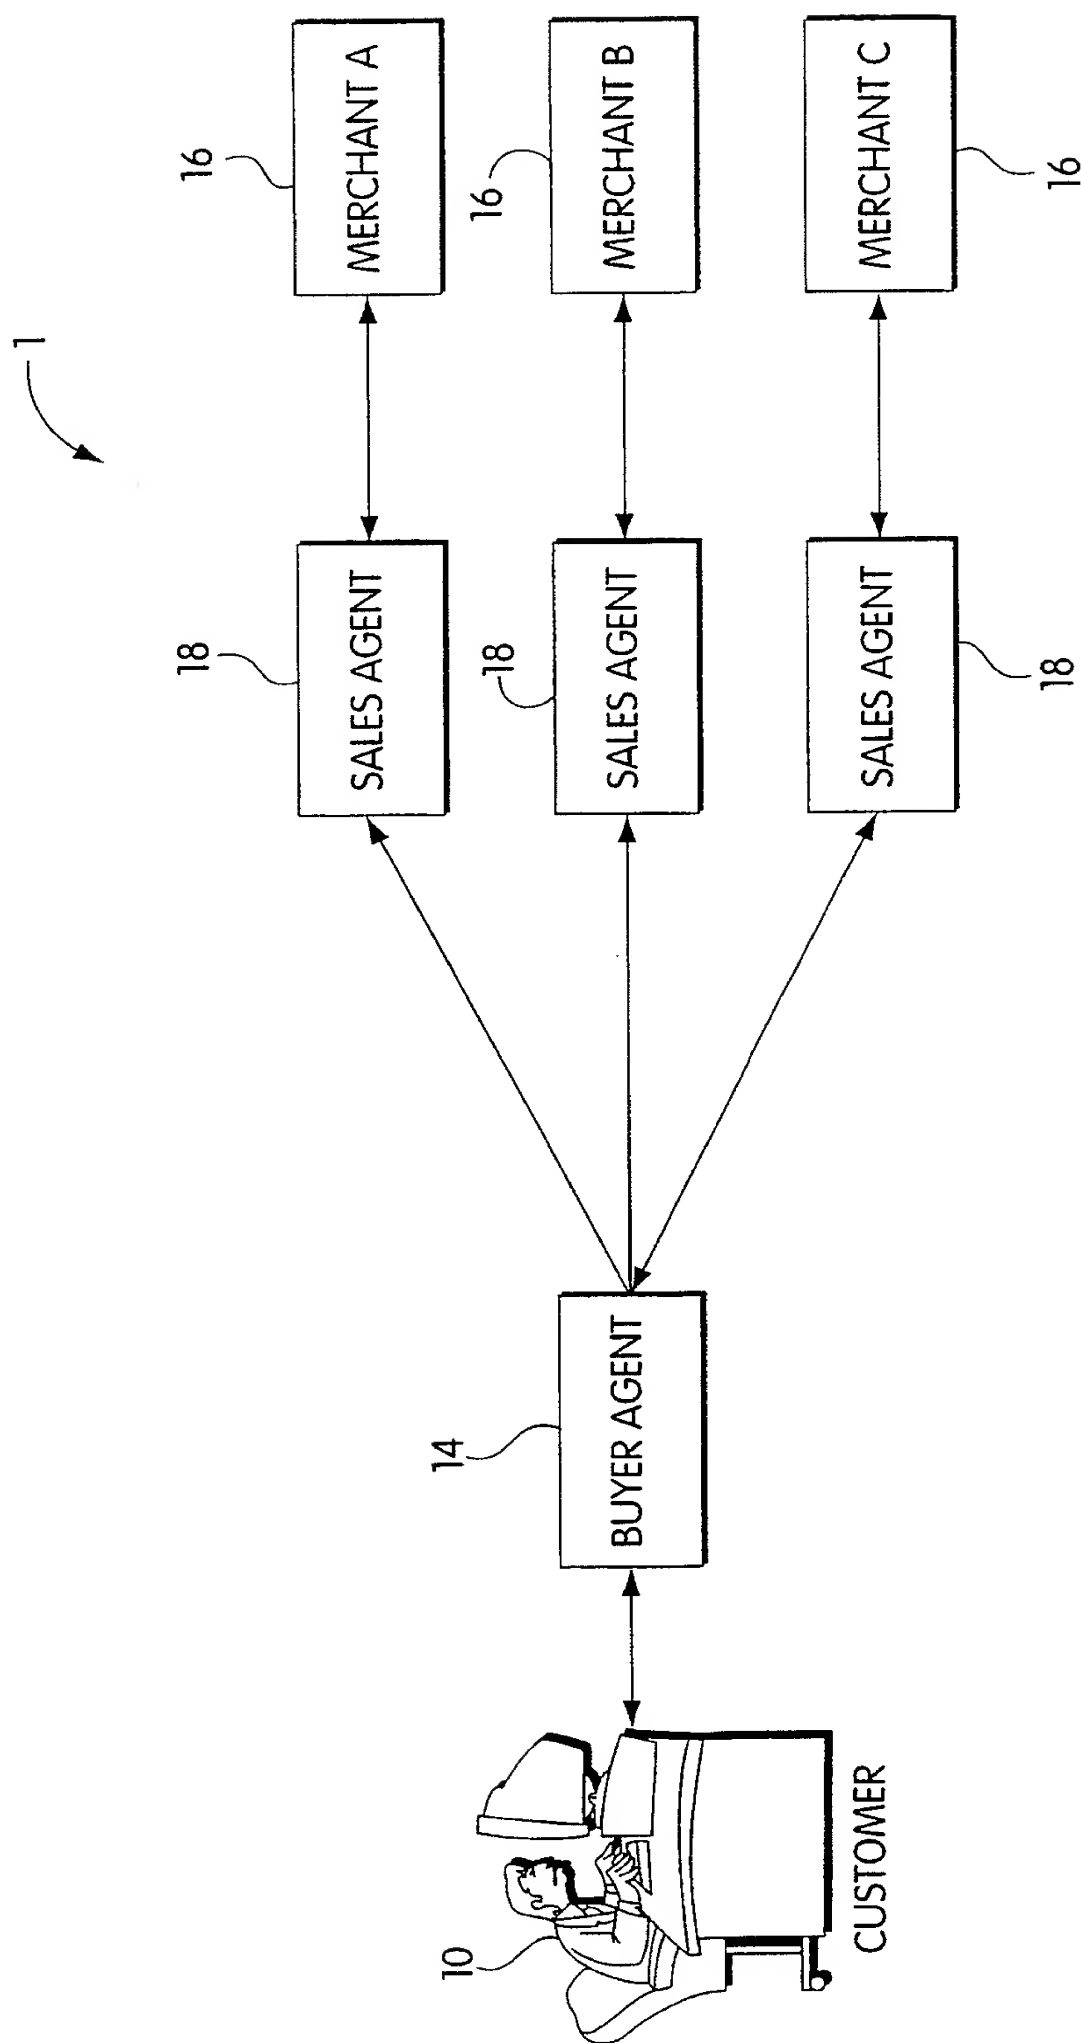 1
16
MERCHANT A
16
MERCHANT B
16
MERCHANT C
18
SALES AGENT
18
SALES AGENT
18
SALES AGENT
14
BUYER AGENT
10
CUSTOMER